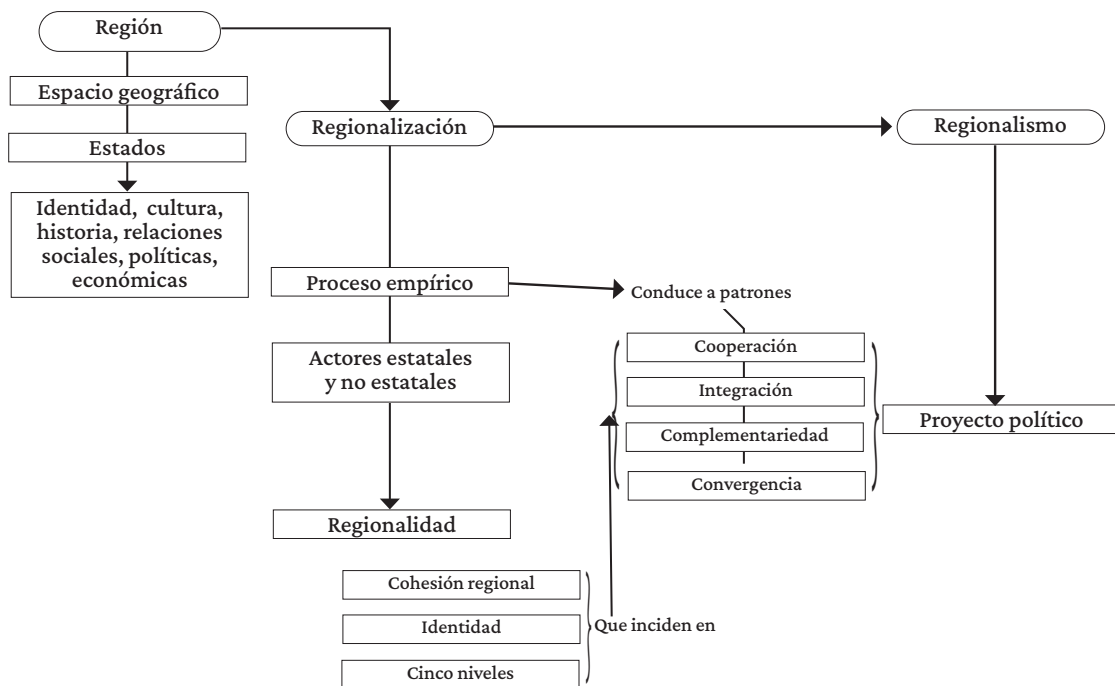 Región
Espacio geográfico
Estados
Identidad, cultura,
historia, relaciones
sociales, políticas,
económicas
Regionalización
Proceso empírico
Actores estatales
y no estatales
Regionalidad
Cohesión regional
Identidad
Cinco niveles
Que inciden en
Conduce a patrones
Cooperación
Integración
Complementariedad
Convergencia
Regionalismo
Proyecto político